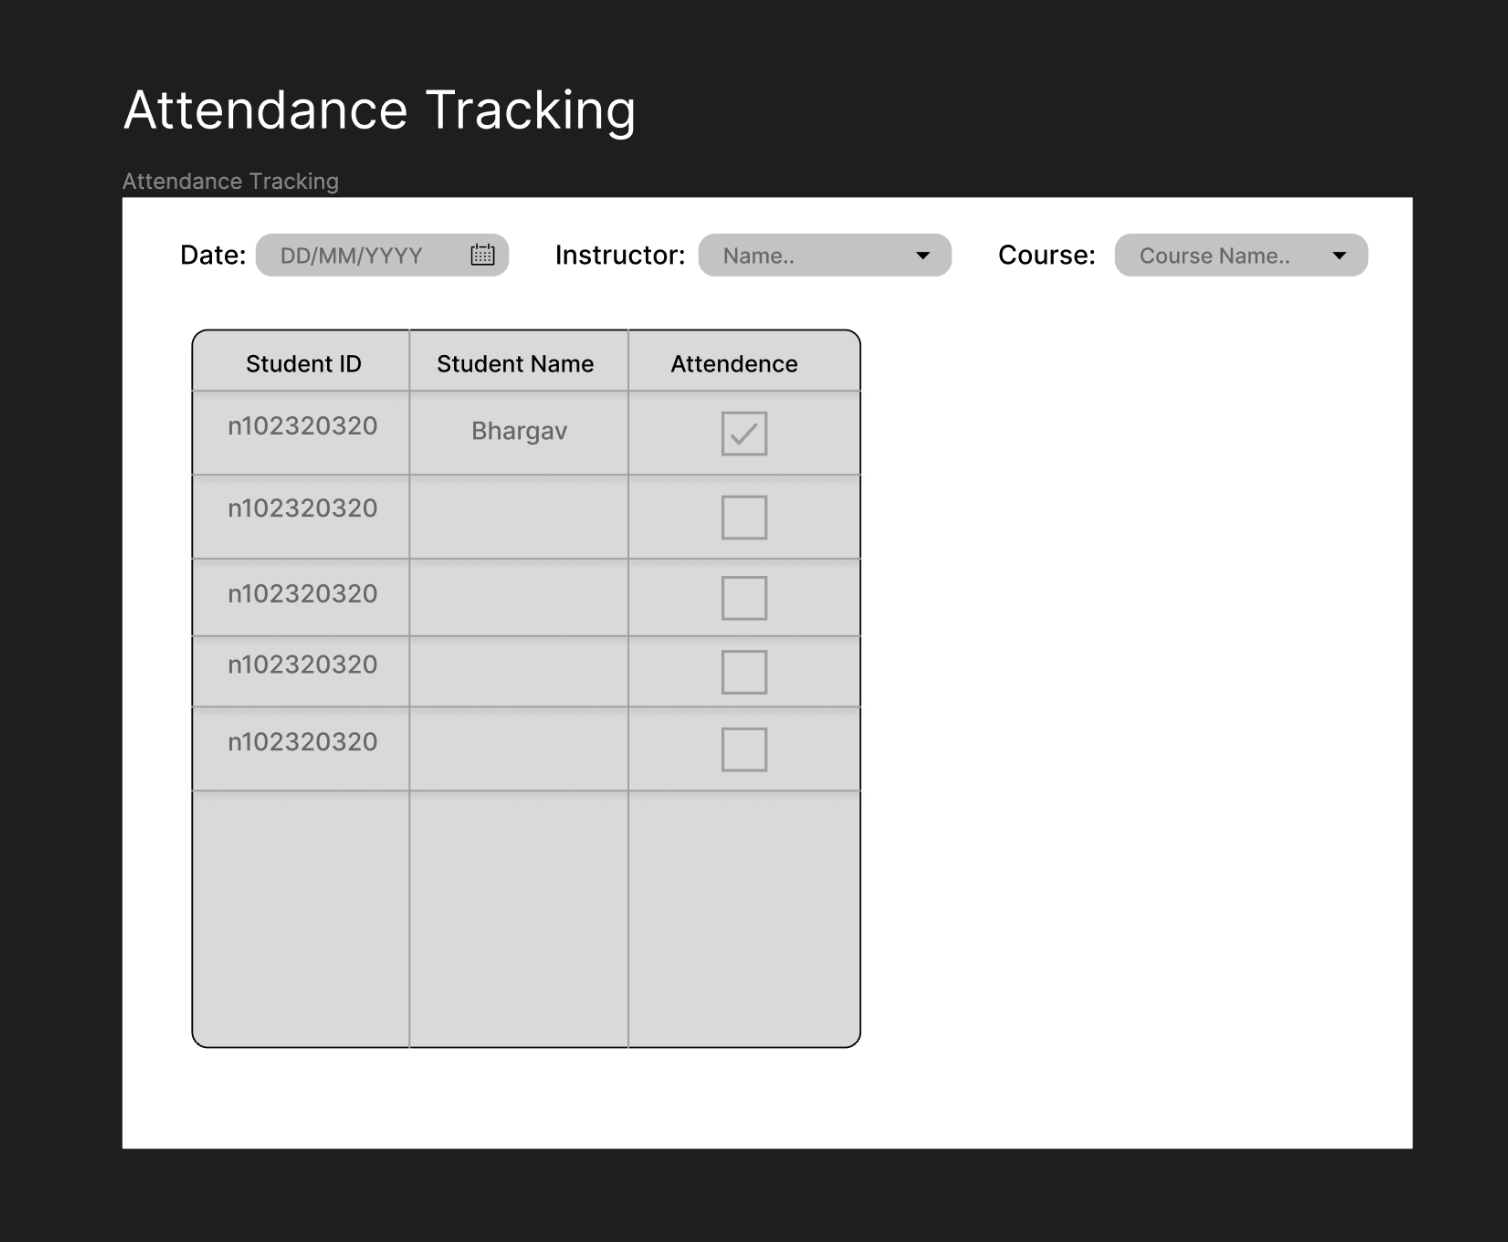 Attendance Tracking
Attendance Tracking
Date: DD/MM/YYYY Instructor: Name.. Course: Course Name..
Student ID Student Name Attendence
n102320320 Bhargav
n102320320
n102320320
n102320320
n102320320